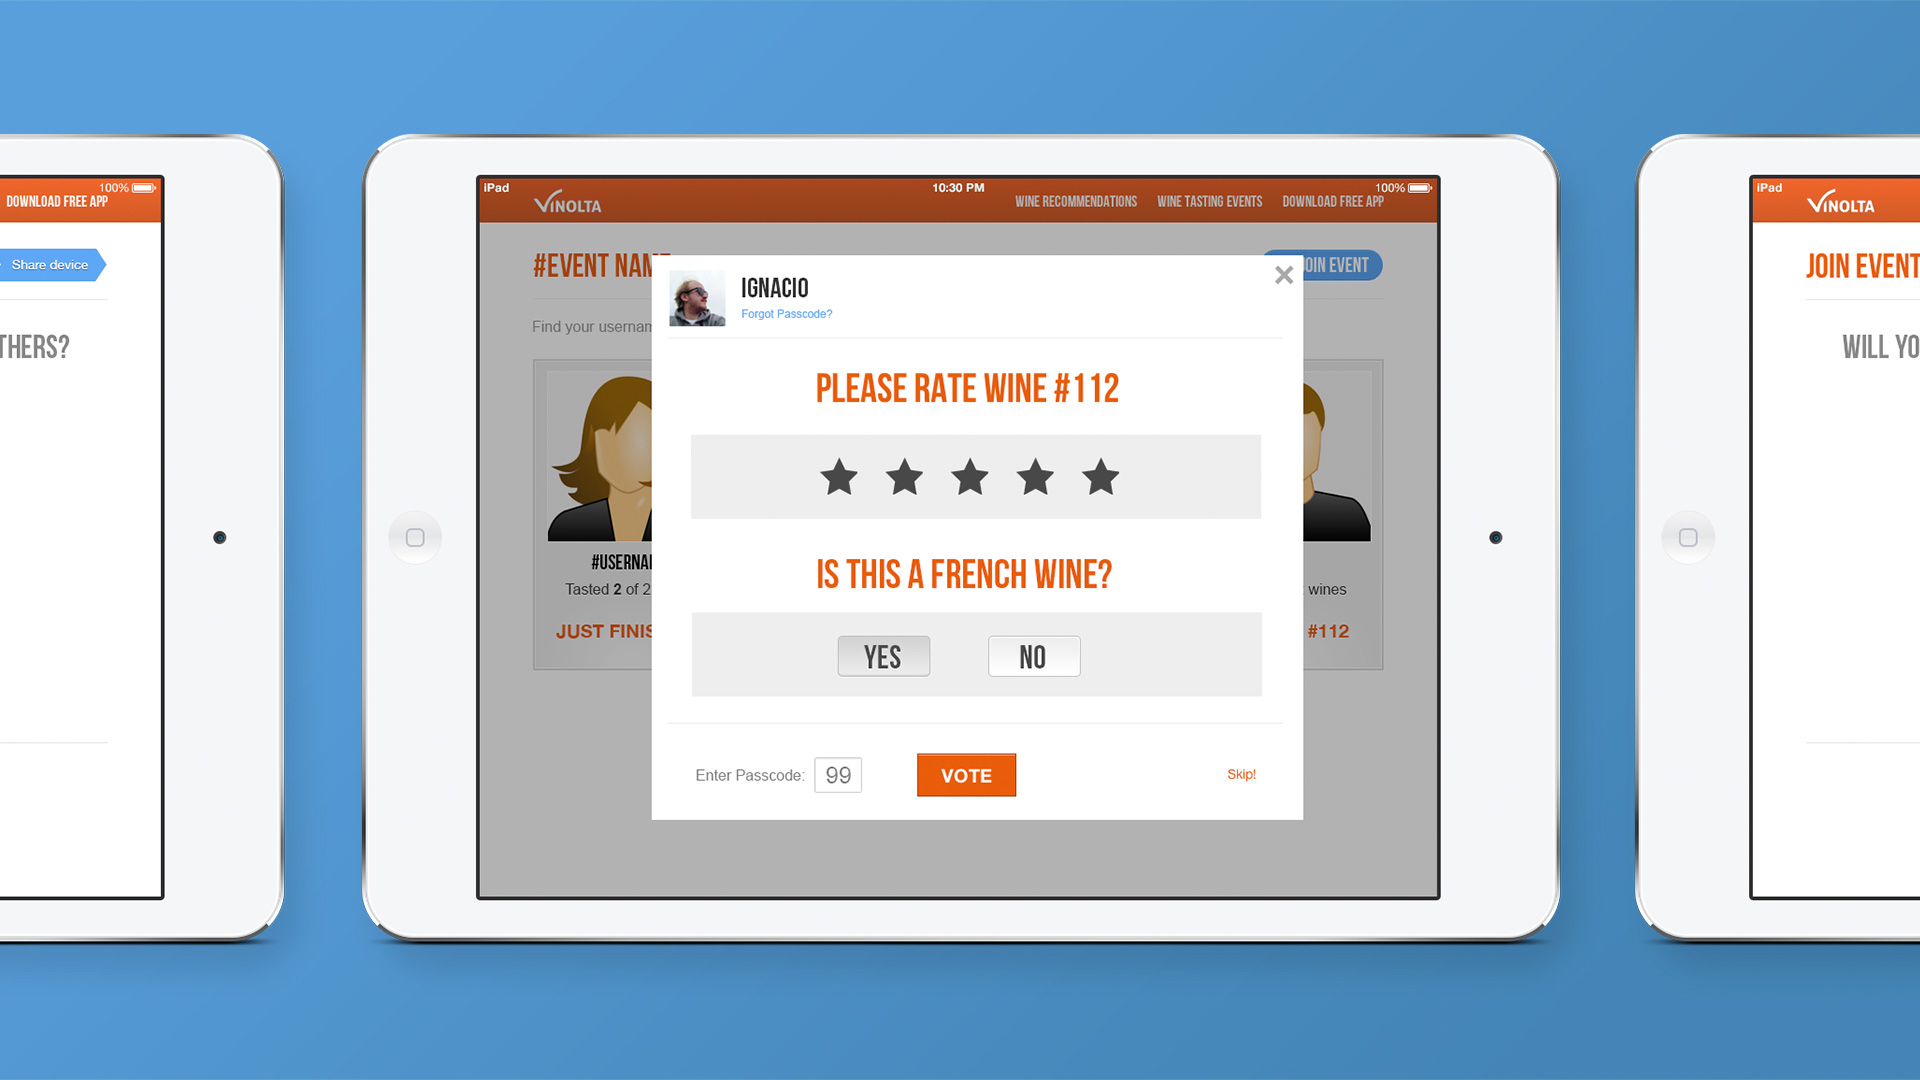 100%
DOWNLOAD FREE APP
Share device
THERS?
iPad
10:30 PM
100%
VINOLTA
WINE RECOMMENDATIONS
WINE TASTING EVENTS
DOWNLOAD FREE APP
#EVENT NAM
JOIN EVENT
Find your usernam
IGNACIO
Forgot Passcode?
PLEASE RATE WINE #112
IS THIS A FRENCH WINE?
YES
NO
Enter Passcode:
99
VOTE
Skip!
#USERNA
Tasted 2 of 2
JUST FINIS
wines
#112
iPad
VINOLTA
JOIN EVENT
WILL YO